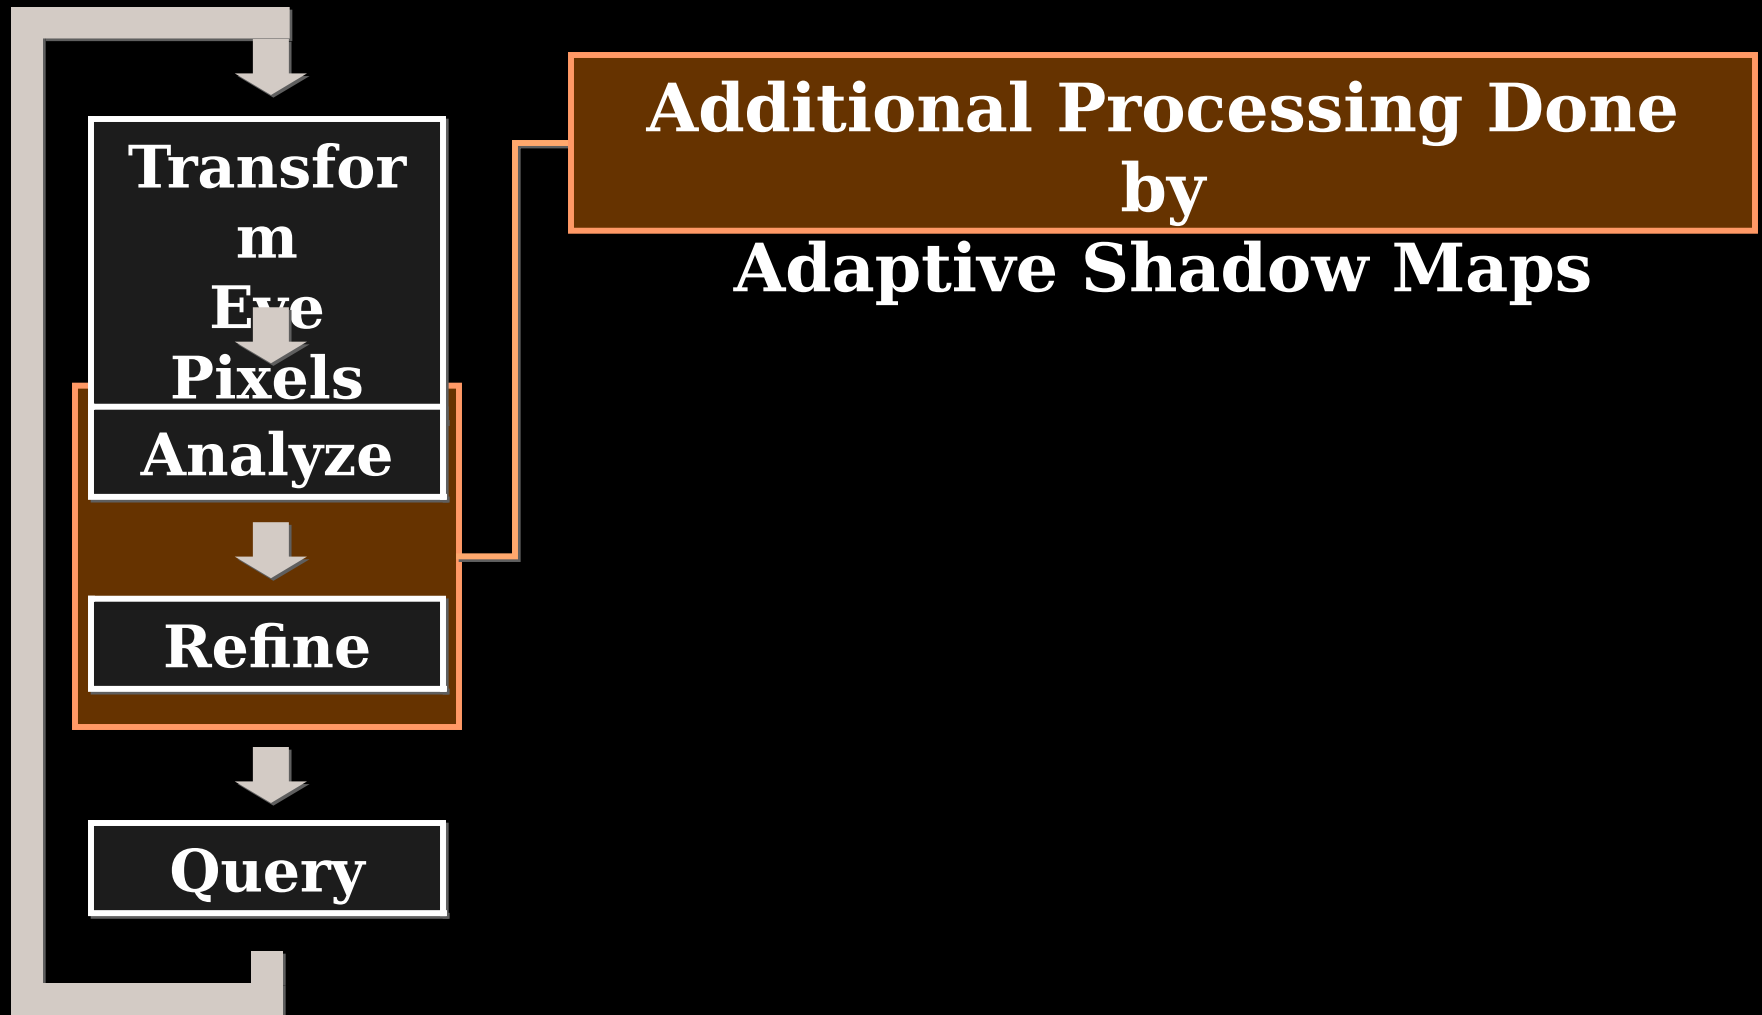 Additional Processing Done
by
Adaptive Shadow Maps
Transfor
m
Eye
Pixels
Analyze
Refine
Query